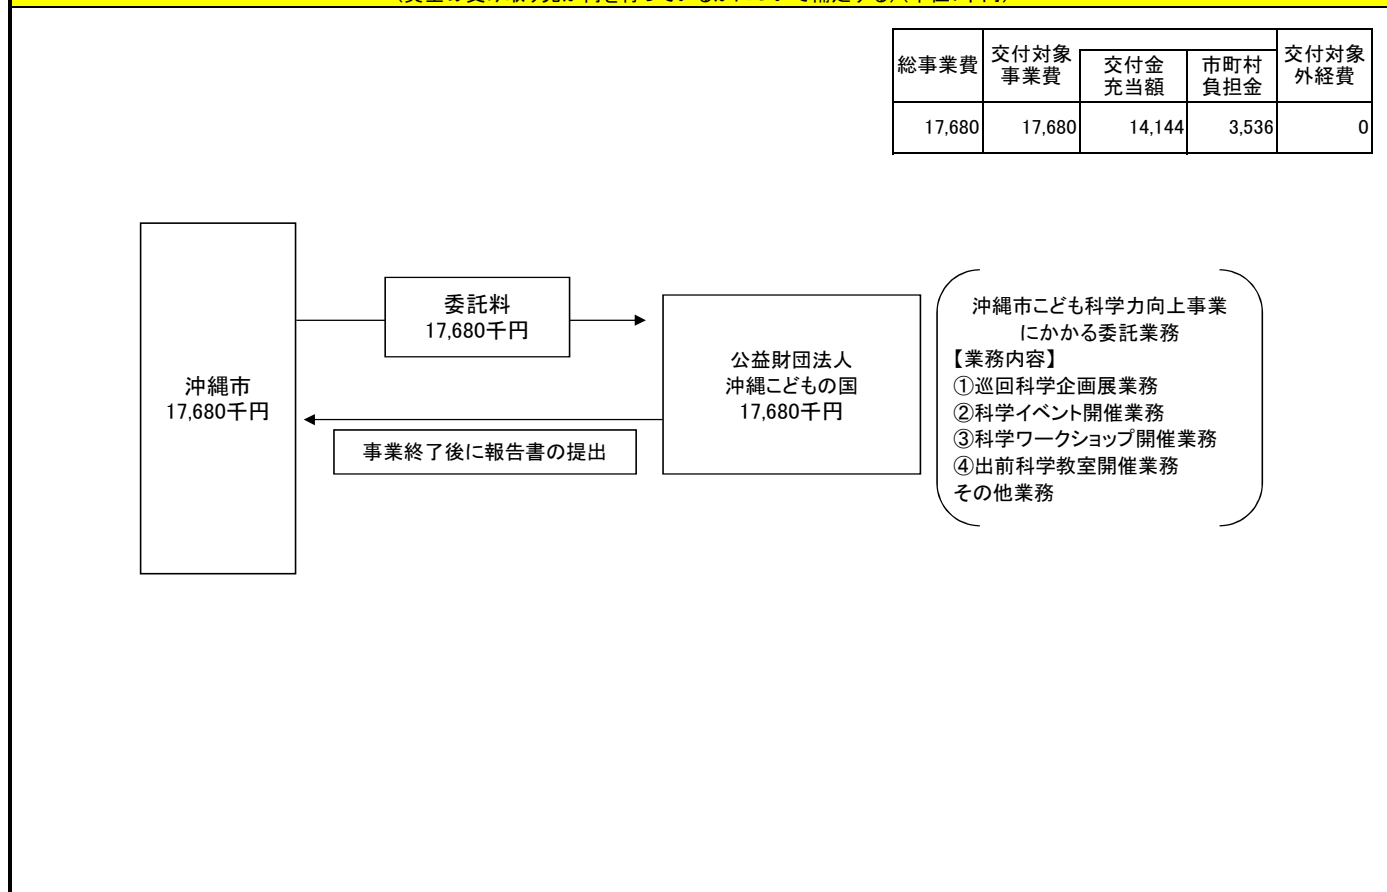 総事業費
交付対象
事業費
交付金
充当額
市町村
負担金
交付対象
外経費
17,680
17,680
14,144
3,536
0
沖縄市
17,680千円
委託料
17,680千円
事業終了後に報告書の提出
公益財団法人
沖縄こどもの国
17,680千円
沖縄市こども科学力向上事業
にかかる委託業務
【業務内容】
①巡回科学企画展業務
②科学イベント開催業務
③科学ワークショップ開催業務
④出前科学教室開催業務
その他業務